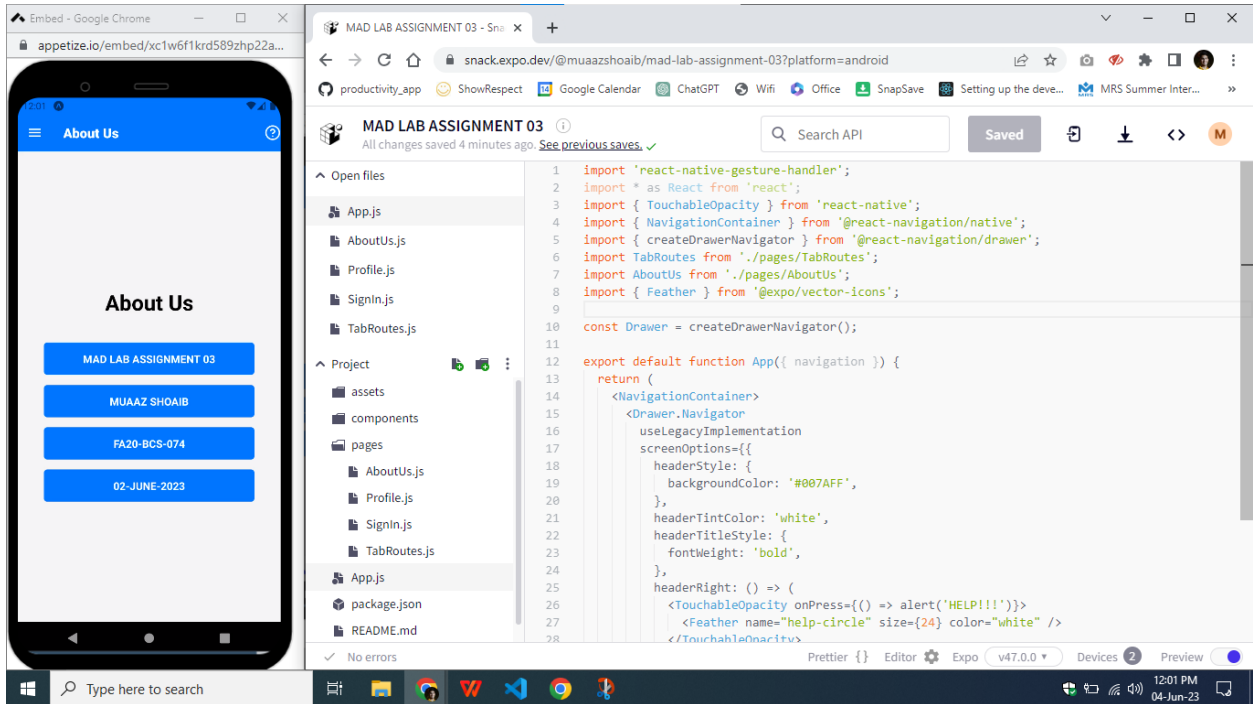 Embed - Google Chrome
appetize.io/embed/xc1w6f1krd589zhp22a...
12:01
About Us
About Us
MAD LAB ASSIGNMENT 03
MUAAZ SHOAIB
FA20-BCS-074
02-JUNE-2023
MAD LAB ASSIGNMENT 03 - Sna
snack.expo.dev/@muaazshoaib/mad-lab-assignment-03?platform=android
productivity_app ShowRespect 14 Google Calendar ChatGPT Wifi Office SnapSave Setting up the deve... MRS MRS Summer Inter... »
MAD LAB ASSIGNMENT 03
All changes saved 4 minutes ago. See previous saves.
Search API
Saved
M
Open files
App.js
AboutUs.js
Profile.js
SignIn.js
TabRoutes.js
Project
assets
components
pages
AboutUs.js
Profile.js
SignIn.js
TabRoutes.js
App.js
package.json
README.md
1 import 'react-native-gesture-handler';
2 import * as React from 'react';
3 import { TouchableOpacity } from 'react-native';
4 import { NavigationContainer } from '@react-navigation/native';
5 import { createDrawerNavigator } from '@react-navigation/drawer';
6 import TabRoutes from './pages/TabRoutes';
7 import AboutUs from './pages/AboutUs';
8 import { Feather } from '@expo/vector-icons';
9
10 const Drawer = createDrawerNavigator();
11
12 export default function App({ navigation }) {
13 return (
14 <NavigationContainer>
15 <Drawer.Navigator
16 useLegacyImplementation
17 screenOptions={{
18 headerStyle: {
19 backgroundColor: '#007AFF',
20 },
21 headerTintColor: 'white',
22 headerTitleStyle: {
23 fontWeight: 'bold',
24 },
25 headerRight: () => (
26 <TouchableOpacity onPress={() => alert('HELP!!!')}>
27 <Feather name="help-circle" size={24} color="white" />
28 </TouchableOpacity>
No errors
Prettier {} Editor Expo v47.0.0 Devices 2 Preview
Type here to search
12:01 PM
04-Jun-23